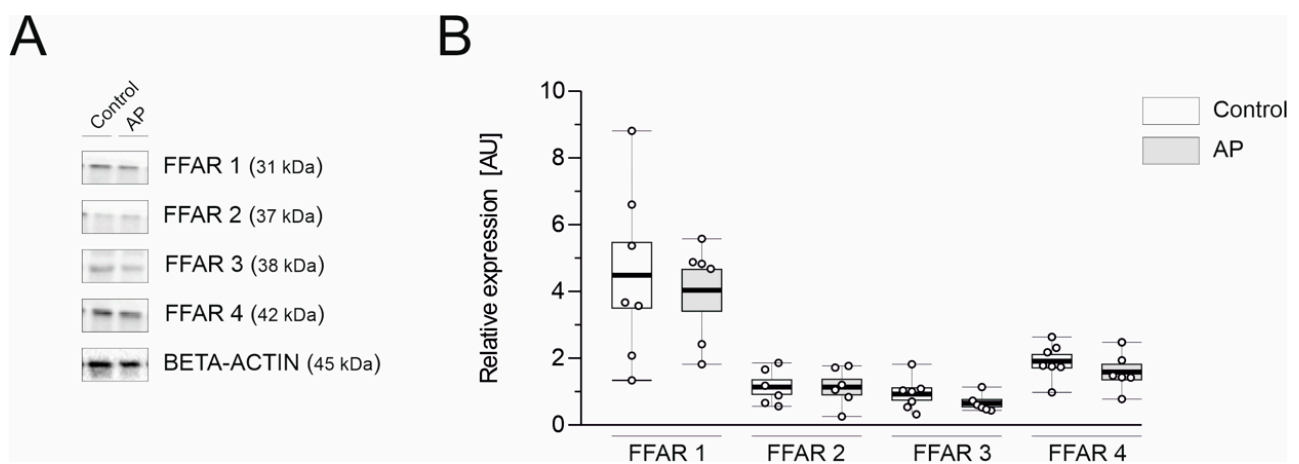 A
B
Control
AP
FFAR 1 (31 kDa)
FFAR 2 (37 kDa)
FFAR 3 (38 kDa)
FFAR 4 (42 kDa)
BETA-ACTIN (45 kDa)
Relative expression [AU]
10
8
6
4
2
0
FFAR 1
FFAR 2
FFAR 3
FFAR 4
Control
AP